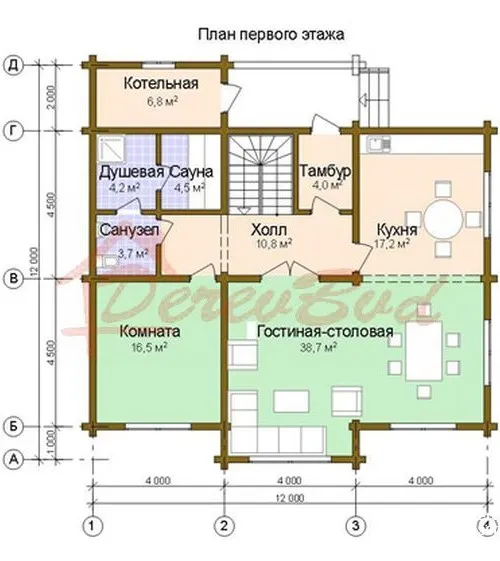 План первого этажа
Д
Котельная
6,8 м²
2 000
Г
Душевая
4,2 м²
Сауна
4,5 м²
Тамбур
4,0 м²
4 500
12 000
Санузел
3,7 м²
Холл
10,8 м²
Кухня
17,2 м²
В
DerevBud
Комната
16,5 м²
Гостиная-столовая
38,7 м²
4 500
Б
1 000
А
4 000
4 000
4 000
12 000
1
2
3
4